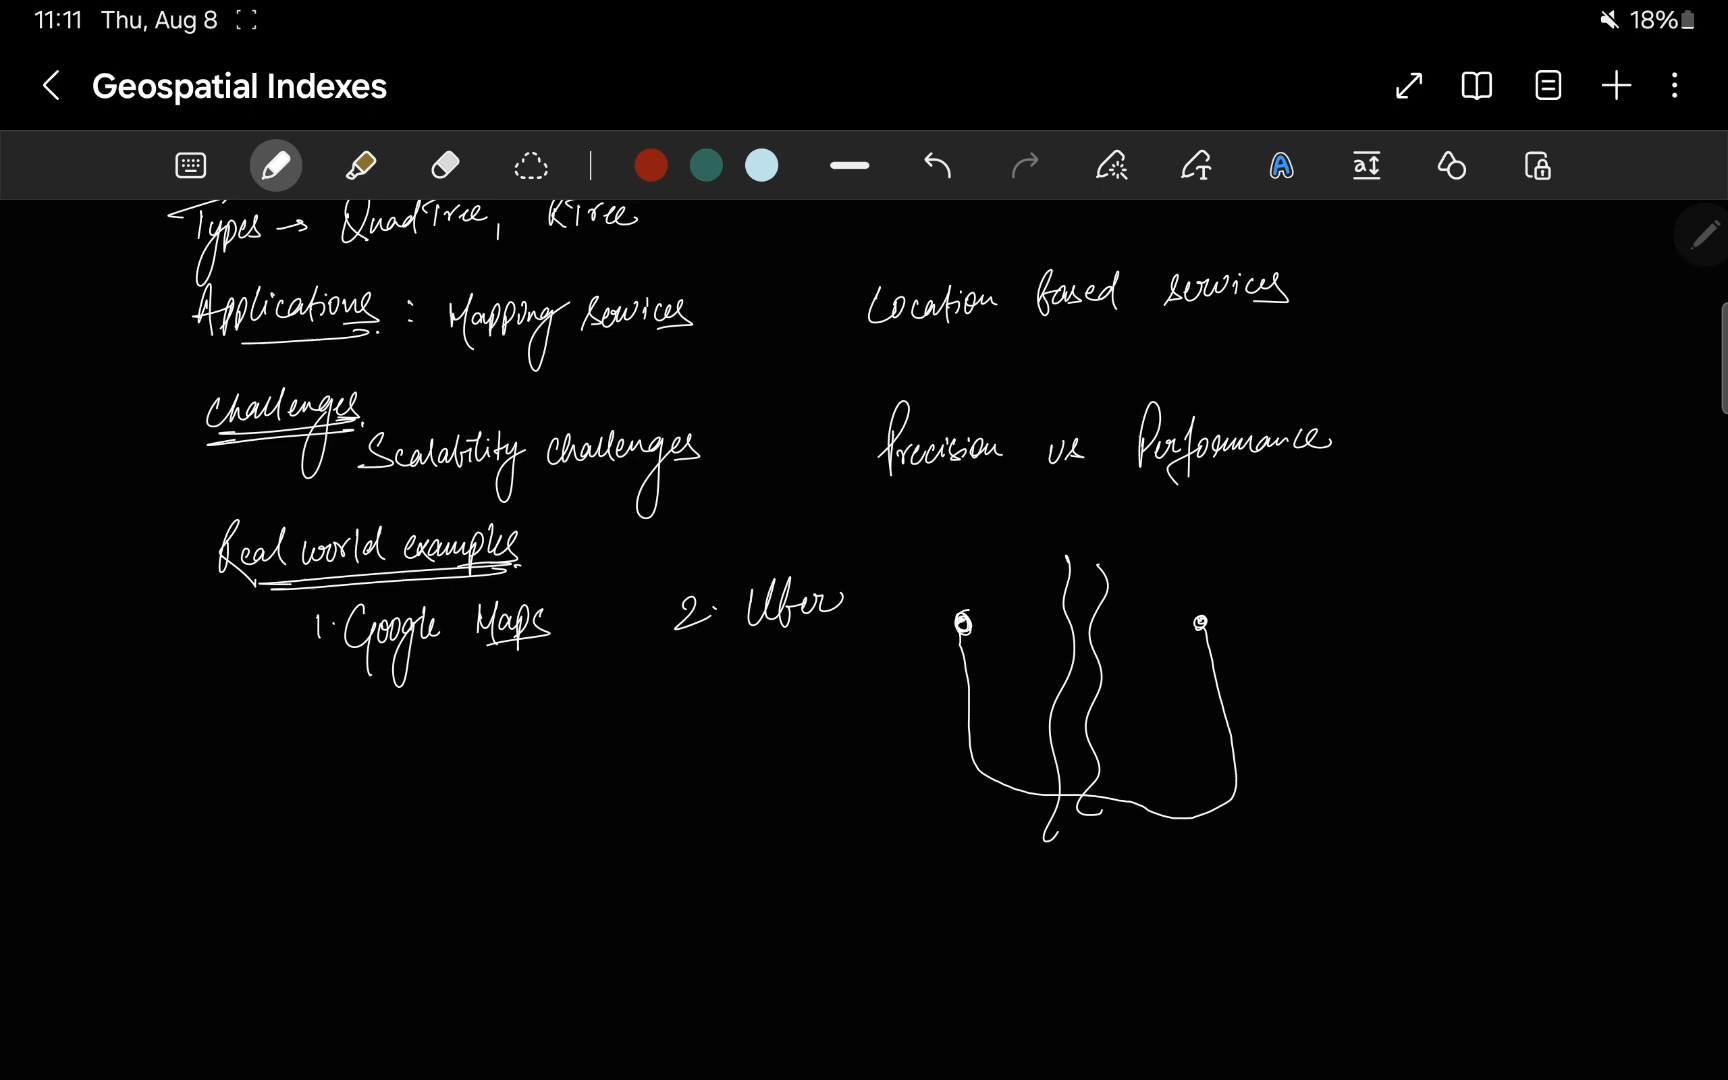 11:11 Thu, Aug 8 18%
Geospatial Indexes
Types → QuadTree, RTree
Applications : Mapping Services Location based services
Challenges
Scalability challenges Precision vs Performance
Real world examples
1. Google Maps 2. Uber